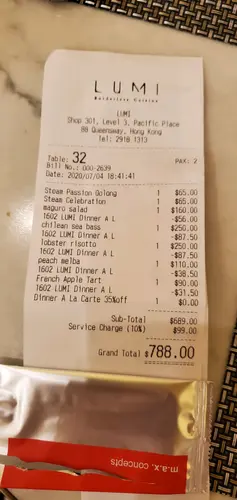 LUMI
Borderless Cuisine
LUMI
Shop 301, Level 3, Pacific Place
88 Queensway, Hong Kong
Tel: 2918 1313
Table: 32 PAX: 2
Bill No: 000-2639
Date: 2020/07/04 18:41:41
Steam Passion Oolong 1 $65.00
Steam Celebration 1 $65.00
maguro salad 1 $160.00
1602 LUMI Dinner A L -$56.00
chilean sea bass 1 $250.00
1602 LUMI Dinner A L -$87.50
lobster risotto 1 $250.00
1602 LUMI Dinner A L -$87.50
peach melba 1 $110.00
1602 LUMI Dinner A L -$38.50
French Apple Tart 1 $90.00
1602 LUMI Dinner A L -$31.50
Dinner A La Carte 35%off 1 $0.00
Sub-Total $689.00
Service Charge (10%) $99.00
Grand Total $788.00
m.a.x. concepts